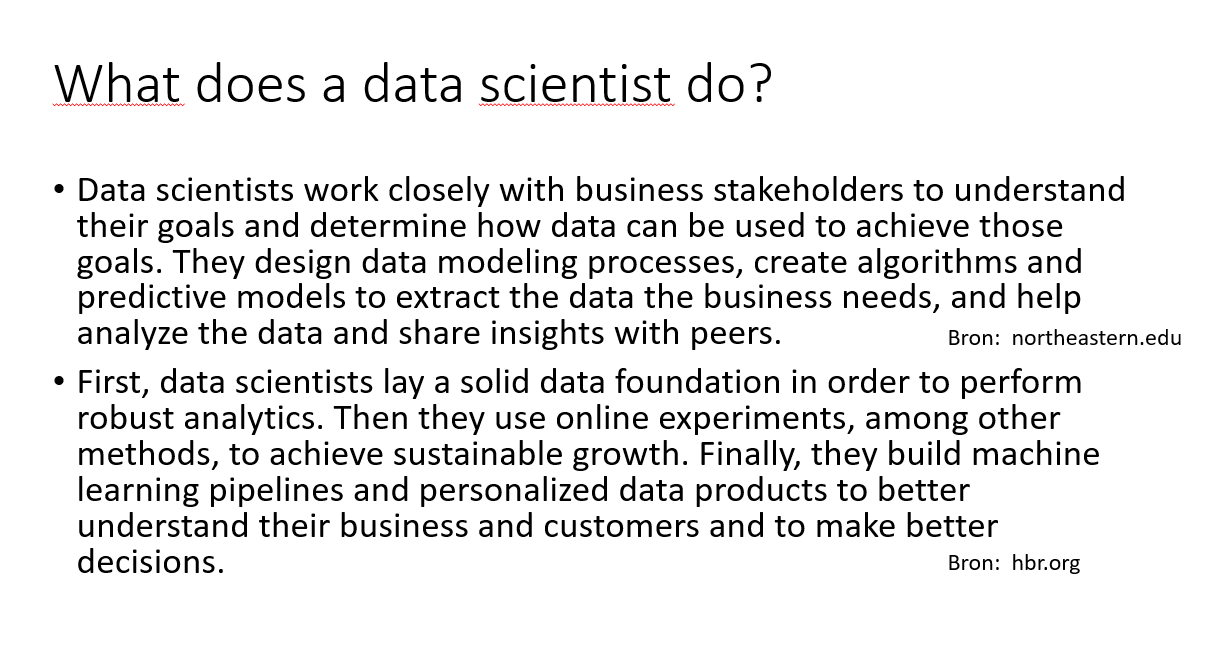 What does a data scientist do?
• Data scientists work closely with business stakeholders to understand
their goals and determine how data can be used to achieve those
goals. They design data modeling processes, create algorithms and
predictive models to extract the data the business needs, and help
analyze the data and share insights with peers.
Bron: northeastern.edu
• First, data scientists lay a solid data foundation in order to perform
robust analytics. Then they use online experiments, among other
methods, to achieve sustainable growth. Finally, they build machine
learning pipelines and personalized data products to better
understand their business and customers and to make better
decisions.
Bron: hbr.org